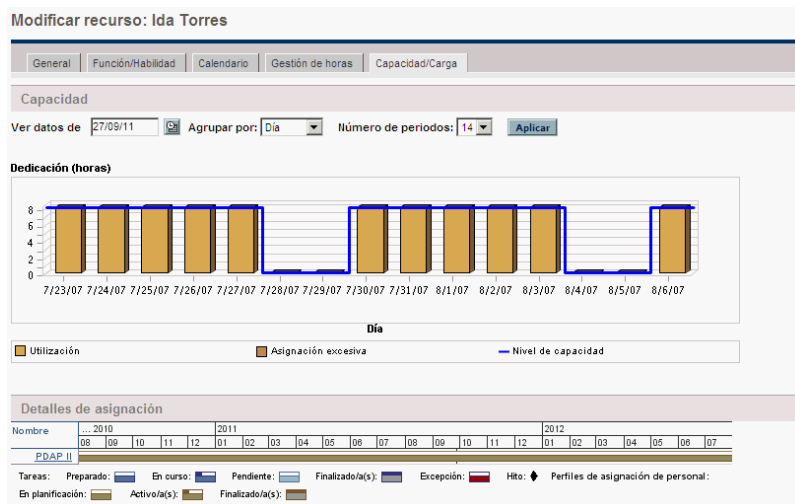 Modificar recurso: Ida Torres
General Función/Habilidad Calendario Gestión de horas Capacidad/Carga
Capacidad
Ver datos de 27/09/11 Agrupar por: Día Número de periodos: 14 Aplicar
Dedicación (horas)
8
6
4
2
0
7/23/07 7/24/07 7/25/07 7/26/07 7/27/07 7/28/07 7/29/07 7/30/07 7/31/07 8/1/07 8/2/07 8/3/07 8/4/07 8/5/07 8/6/07
Día
Utilización Asignación excesiva Nivel de capacidad
Detalles de asignación
Nombre ... 2010 2011 2012
08 09 10 11 12 01 02 03 04 05 06 07 08 09 10 11 12 01 02 03 04 05 06 07
PDAP II
Tareas: Preparado: En curso: Pendiente: Finalizado/a(s): Excepción: Hito: Perfiles de asignación de personal:
En planificación: Activo/a(s): Finalizado/a(s):